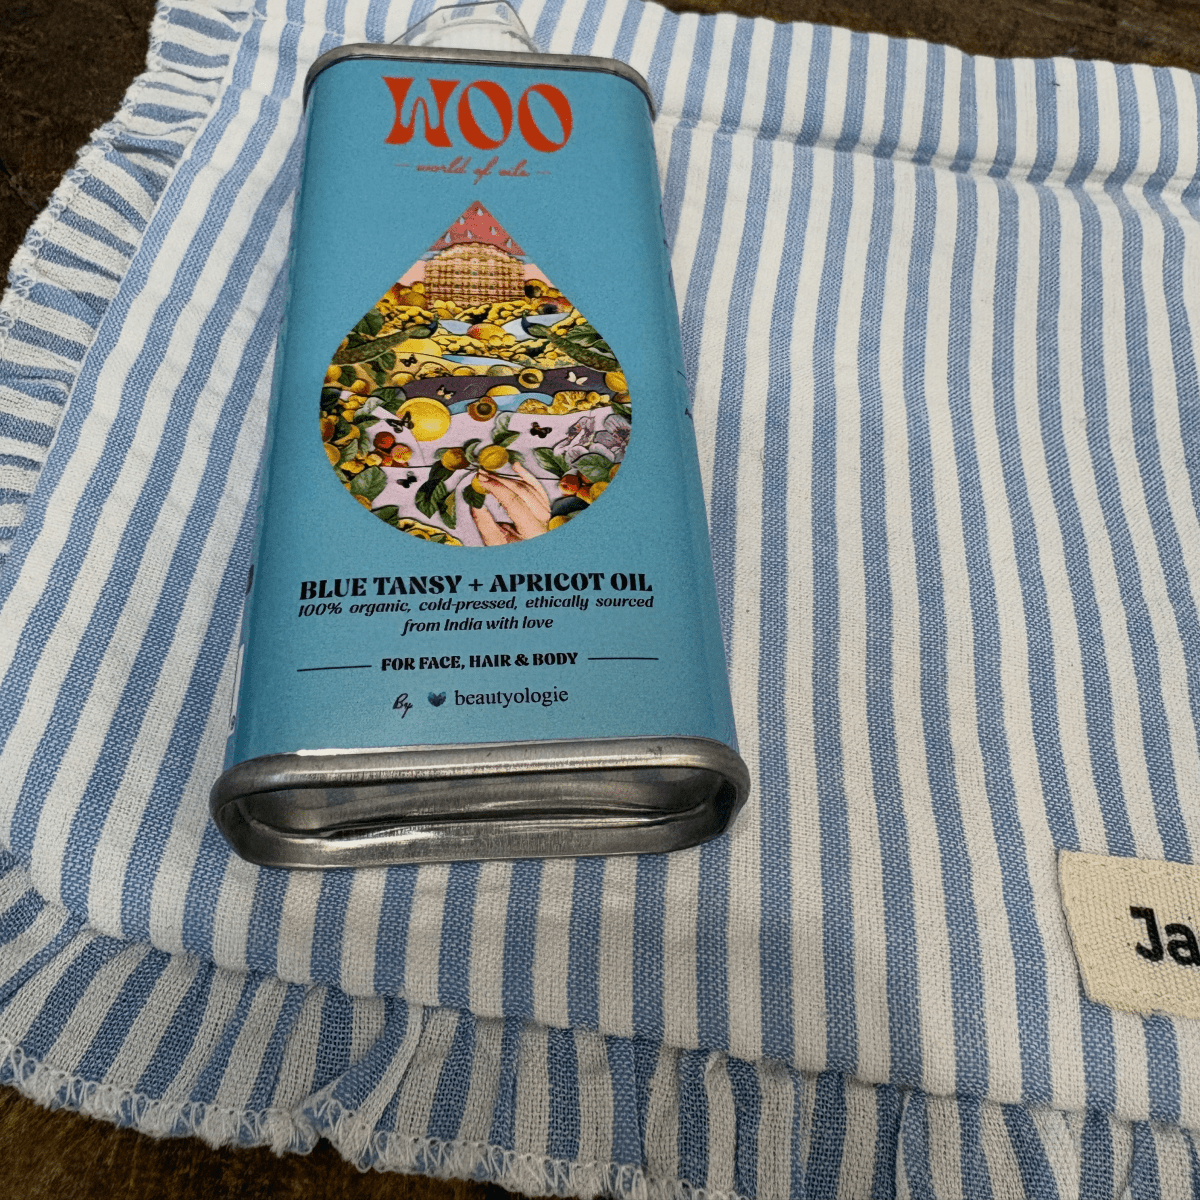 WOO
world of oils
BLUE TANSY + APRICOT OIL
100% organic, cold-pressed, ethically sourced
from India with love
FOR FACE, HAIR & BODY
By beautyologie
Ja